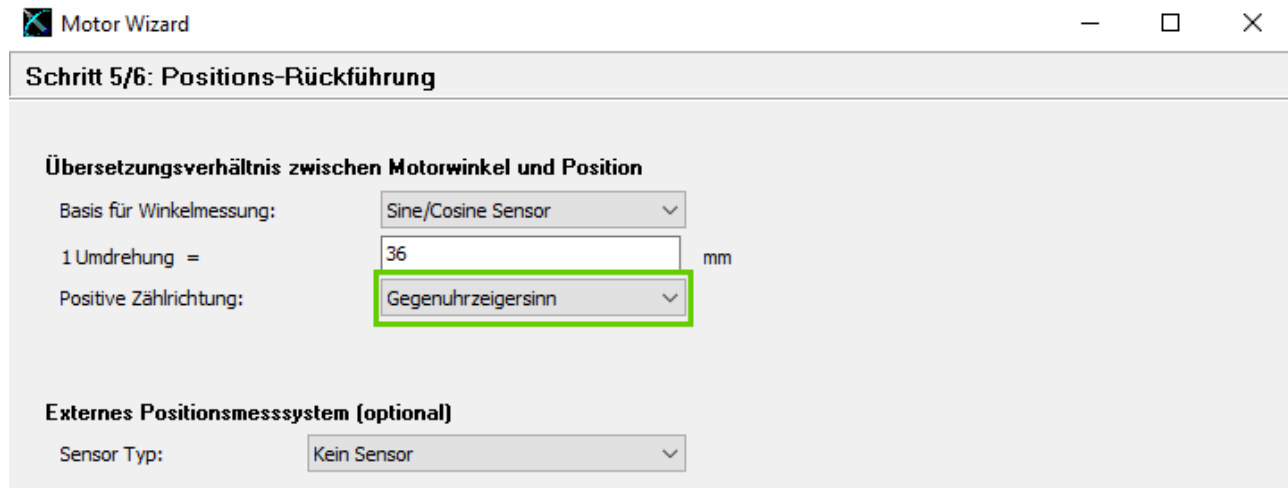 Motor Wizard
Schritt 5/6: Positions-Rückführung
Übersetzungsverhältnis zwischen Motorwinkel und Position
Basis für Winkelmessung: Sine/Cosine Sensor
1 Umdrehung = 36 mm
Positive Zählrichtung: Gegenuhrzeigersinn
Externes Positionsmesssystem (optional)
Sensor Typ: Kein Sensor